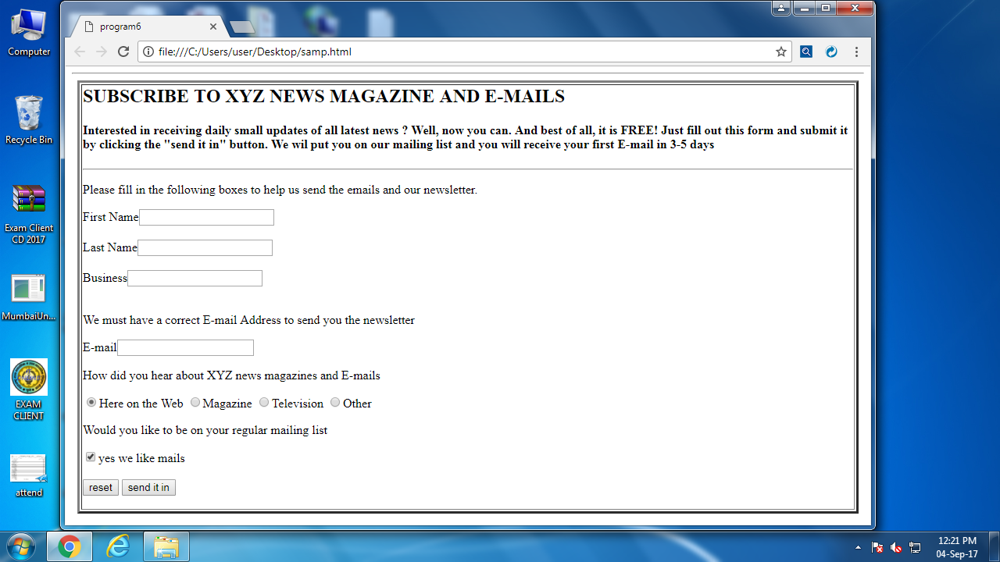 program6
file:///C:/Users/user/Desktop/samp.html
Computer
Recycle Bin
Exam Client
CD 2017
MumbaiUn...
EXAM
CLIENT
attend
SUBSCRIBE TO XYZ NEWS MAGAZINE AND E-MAILS
Interested in receiving daily small updates of all latest news ? Well, now you can. And best of all, it is FREE! Just fill out this form and submit it
by clicking the "send it in" button. We wil put you on our mailing list and you will receive your first E-mail in 3-5 days
Please fill in the following boxes to help us send the emails and our newsletter.
First Name
Last Name
Business
We must have a correct E-mail Address to send you the newsletter
E-mail
How did you hear about XYZ news magazines and E-mails
Here on the Web Magazine Television Other
Would you like to be on your regular mailing list
yes we like mails
reset send it in
12:21 PM
04-Sep-17